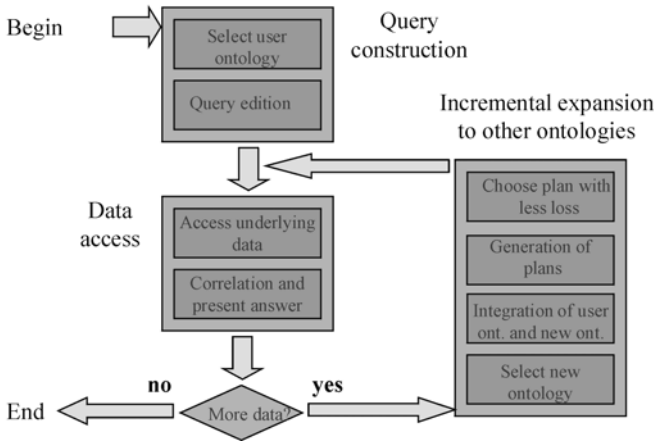 Begin
Select user
ontology
Query edition
Query
construction
Incremental expansion
to other ontologies
Choose plan with
less loss
Generation of
plans
Integration of user
ont. and new ont.
Select new
ontology
Data
access
Access underlying
data
Correlation and
present answer
no
yes
More data?
End